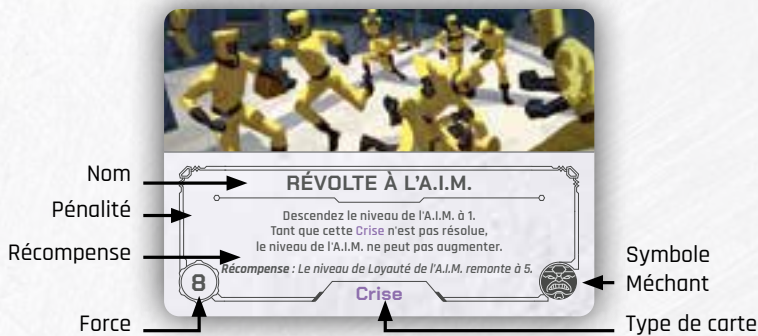 Nom
RÉVOLTE À L'A.I.M.
Pénalité
Descendez le niveau de l'A.I.M. à 1.
Tant que cette Crise n'est pas résolue,
le niveau de l'A.I.M. ne peut pas augmenter.
Récompense
Récompense : Le niveau de Loyauté de l'A.I.M. remonte à 5.
Symbole
Méchant
8
Crise
Force
Type de carte